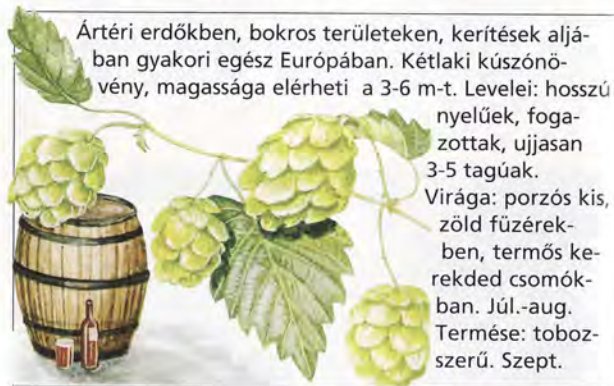 Ártéri erdőkben, bokros területeken, kerítések aljá-
ban gyakori egész Európában. Kétlaki kúszónö-
vény, magassága elérheti a 3-6 m-t. Levelei: hosszú
nyelűek, foga-
zottak, ujjasan
3-5 tagúak.
Virága: porzós kis,
zöld füzérek-
ben, termős ke-
rekded csomók-
ban. Júl.-aug.
Termése: toboz-
szerű. Szept.